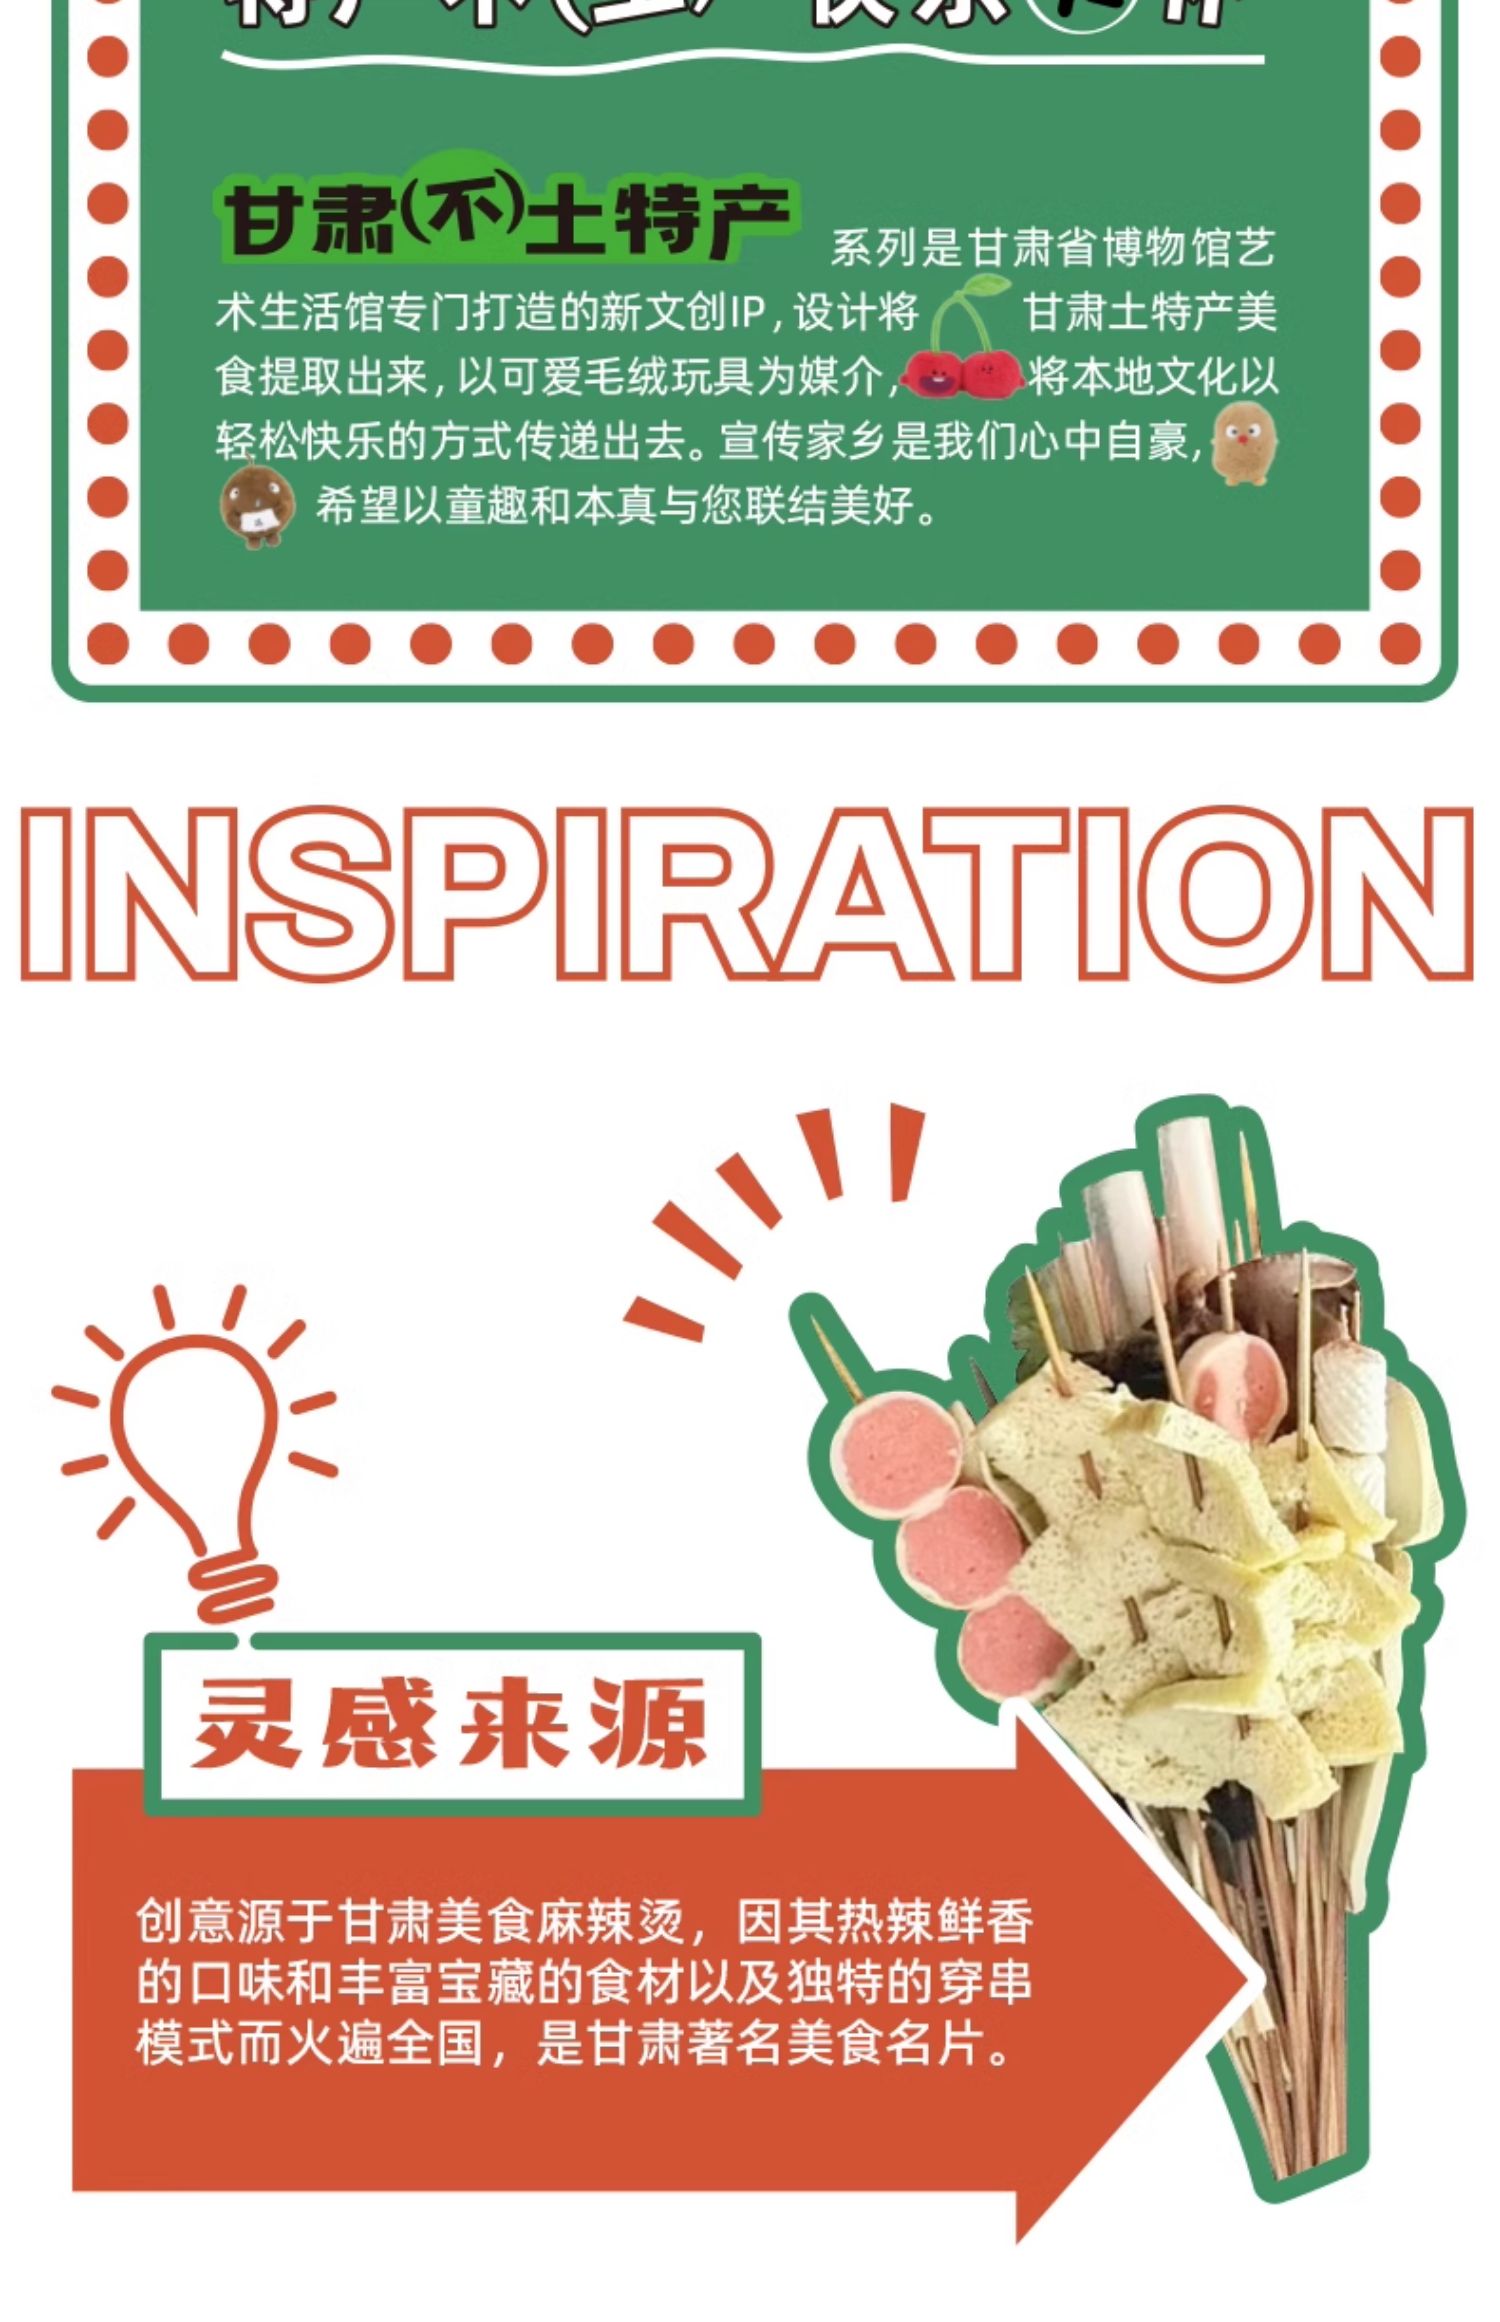 甘肃(不)土特产 系列是甘肃省博物馆艺
术生活馆专门打造的新文创IP,设计将 甘肃土特产美
食提取出来,以可爱毛绒玩具为媒介, 将本地文化以
轻松快乐的方式传递出去。宣传家乡是我们心中自豪,
希望以童趣和本真与您联结美好。
INSPIRATION
灵感来源
创意源于甘肃美食麻辣烫，因其热辣鲜香
的口味和丰富宝藏的食材以及独特的穿串
模式而火遍全国，是甘肃著名美食名片。